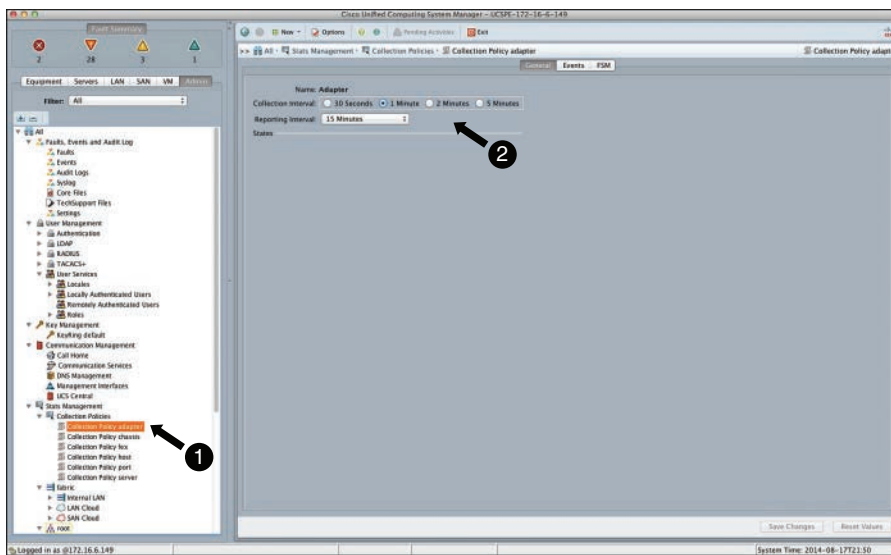 Cisco Unified Computing System Manager - UCSPE-172-16-6-149
Fault Summary
2
28
3
1
Equipment Servers LAN SAN VM Admin
Filter: All
All
Faults, Events and Audit Log
Faults
Events
Audit Logs
Syslog
Core Files
TechSupport Files
Settings
User Management
Authentication
LDAP
RADIUS
TACACS+
User Services
Locales
Locally Authenticated Users
Remotely Authenticated Users
Roles
Key Management
KeyRing default
Communication Management
Call Home
Communication Services
DNS Management
Management Interfaces
UCS Central
Stats Management
Collection Policies
Collection Policy adapter
Collection Policy chassis
Collection Policy fex
Collection Policy host
Collection Policy port
Collection Policy server
fabric
Internal LAN
LAN Cloud
SAN Cloud
root
1
New Options Pending Activities Exit
>> All Stats Management Collection Policies Collection Policy adapter
Collection Policy adapt
General Events FSM
Name: Adapter
Collection Interval: 30 Seconds 1 Minute 2 Minutes 5 Minutes
Reporting Interval: 15 Minutes
States
2
Save Changes Reset Values
Logged in as @172.16.6.149
System Time: 2014-08-17T21:50